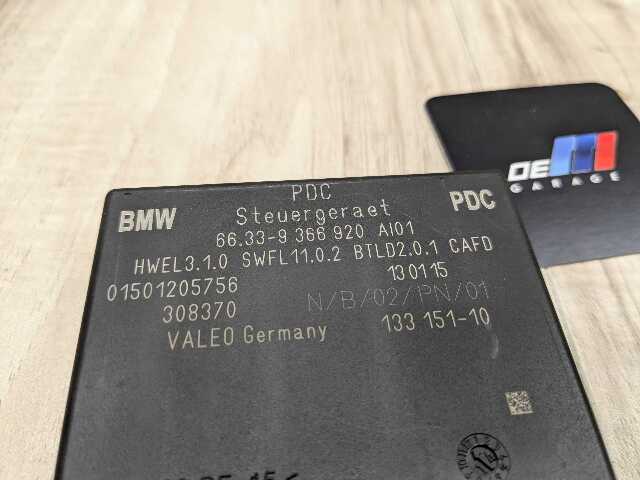 PDC
BMW Steuergeraet PDC
66.33-9 366 920 AI01
HWEL3.1.0 SWFL11.0.2 BTLD2.0.1 CAFD
01501205756 130115
308370 N/B/02/PN/01
VALEO Germany 133 151-10
OEM
GARAGE